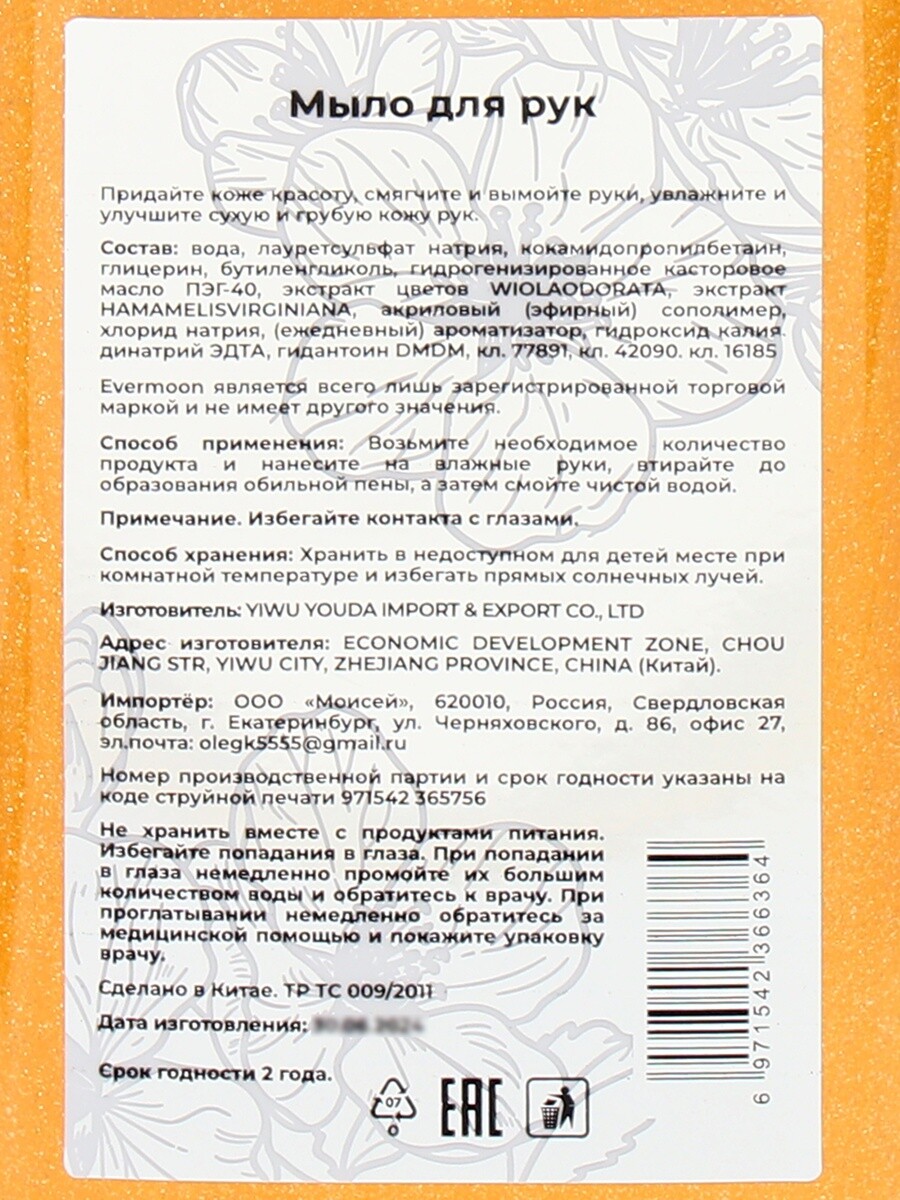 Мыло для рук
Придайте коже красоту, смягчите и вымойте руки, увлажните и
улучшите сухую и грубую кожу рук.
Состав: вода, лауретсульфат натрия, кокамидопропилбетаин,
глицерин, бутиленгликоль, гидрогенизированное касторовое
масло ПЭГ-40, экстракт цветов WIOLAODORATA, экстракт
HAMAMELISVIRGINIANA, акриловый (эфирный) сополимер,
хлорид натрия, (ежедневный) ароматизатор, гидроксид калия.
динатрий ЭДТА, гидантоин DMDM, кл. 77891, кл. 42090. кл. 16185
Evermoon является всего лишь зарегистрированной торговой
маркой и не имеет другого значения.
Способ применения: Возьмите необходимое количество
продукта и нанесите на влажные руки, втирайте до
образования обильной пены, а затем смойте чистой водой.
Примечание. Избегайте контакта с глазами.
Способ хранения: Хранить в недоступном для детей месте при
комнатной температуре и избегать прямых солнечных лучей.
Изготовитель: YIWU YOUDA IMPORT & EXPORT CO., LTD
Адрес изготовителя: ECONOMIC DEVELOPMENT ZONE, CHOU
JIANG STR, YIWU CITY, ZHEJIANG PROVINCE, CHINA (Китай).
Импортёр: ООО «Моисей», 620010, Россия, Свердловская
область, г. Екатеринбург, ул. Черняховского, д. 86, офис 27,
эл.почта: olegk5555@gmail.ru
Номер производственной партии и срок годности указаны на
коде струйной печати 971542 365756
Не хранить вместе с продуктами питания.
Избегайте попадания в глаза. При попадании
в глаза немедленно промойте их большим
количеством воды и обратитесь к врачу. При
проглатывании немедленно обратитесь за
медицинской помощью и покажите упаковку
врачу.
Сделано в Китае. ТР ТС 009/2011
Дата изготовления:
Срок годности 2 года.
07
EAC
6 971542 366364